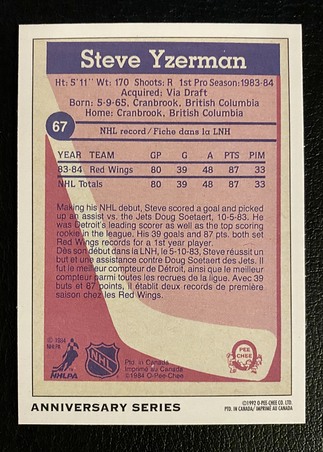 Steve Yzerman
Ht: 5'11" Wt: 170 Shoots: R 1st Pro Season: 1983-84
Acquired: Via Draft
Born: 5-9-65, Cranbrook, British Columbia
Home: Cranbrook, British Columbia
67
NHL record/Fiche dans la LNH
YEAR TEAM GP G A PTS PIM
83-84 Red Wings 80 39 48 87 33
NHL Totals 80 39 48 87 33
Making his NHL debut, Steve scored a goal and picked
up an assist vs. the Jets Doug Soetaert, 10-5-83. He
was Detroit's leading scorer as well as the top scoring
rookie in the league. His 39 goals and 87 pts. both set
Red Wings records for a 1st year player.
Dès son début dans la LNH, le 5-10-83, Steve réussit un
but et une assistance contre Doug Soetaert des Jets. Il
fut le meilleur compteur de Détroit, ainsi que le meilleur
compteur parmi toutes les recrues de la ligue. Avec 39
buts et 87 points, il établit deux records de première
saison chez les Red Wings.
© 1984
NHLPA
NHLPA
NHL
Ptd. in Canada
Imprimé au Canada
©1984 O-Pee-Chee
O
PEE
CHEE
ANNIVERSARY SERIES
©1992 O-PEE-CHEE CO. LTD.
PTD. IN CANADA/IMPRIMÉ AU CANADA